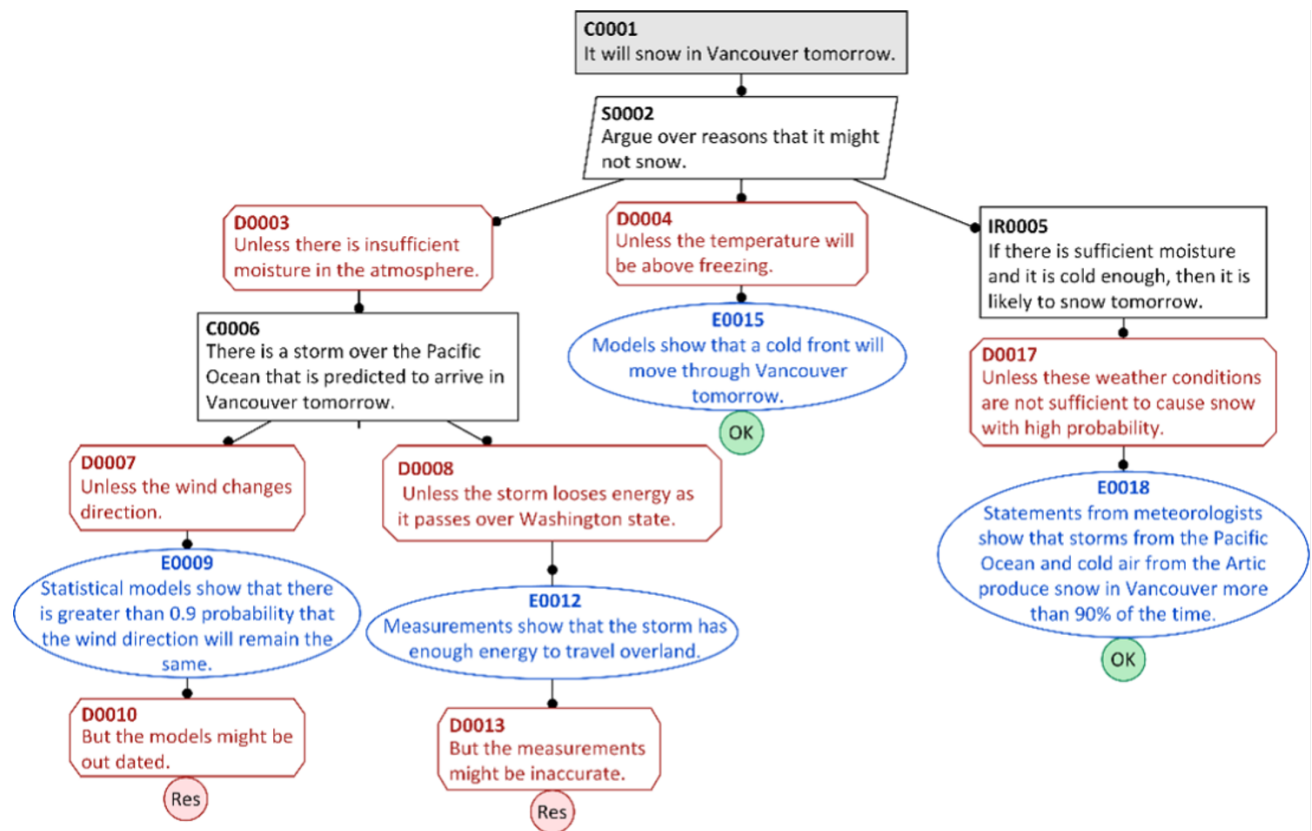 C0001
It will snow in Vancouver tomorrow.
S0002
Argue over reasons that it might
not snow.
D0003
Unless there is insufficient
moisture in the atmosphere.
D0004
Unless the temperature will
be above freezing.
IR0005
If there is sufficient moisture
and it is cold enough, then it is
likely to snow tomorrow.
C0006
There is a storm over the Pacific
Ocean that is predicted to arrive in
Vancouver tomorrow.
E0015
Models show that a cold front will
move through Vancouver
tomorrow.
OK
D0017
Unless these weather conditions
are not sufficient to cause snow
with high probability.
D0007
Unless the wind changes
direction.
D0008
Unless the storm looses energy as
it passes over Washington state.
E0018
Statements from meteorologists
show that storms from the Pacific
Ocean and cold air from the Artic
produce snow in Vancouver more
than 90% of the time.
OK
E0009
Statistical models show that there
is greater than 0.9 probability that
the wind direction will remain the
same.
E0012
Measurements show that the storm has
enough energy to travel overland.
D0010
But the models might be
out dated.
Res
D0013
But the measurements
might be inaccurate.
Res